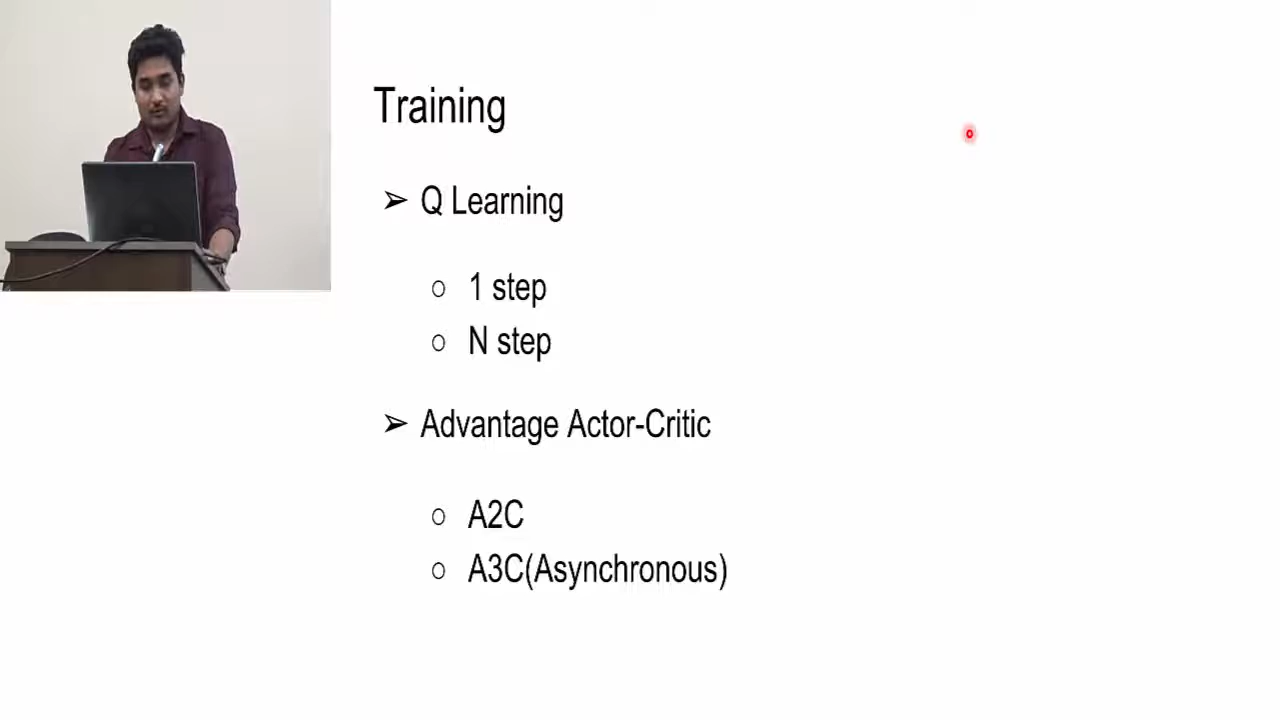 Training
➢ Q Learning
○ 1 step
○ N step
➢ Advantage Actor-Critic
○ A2C
○ A3C(Asynchronous)